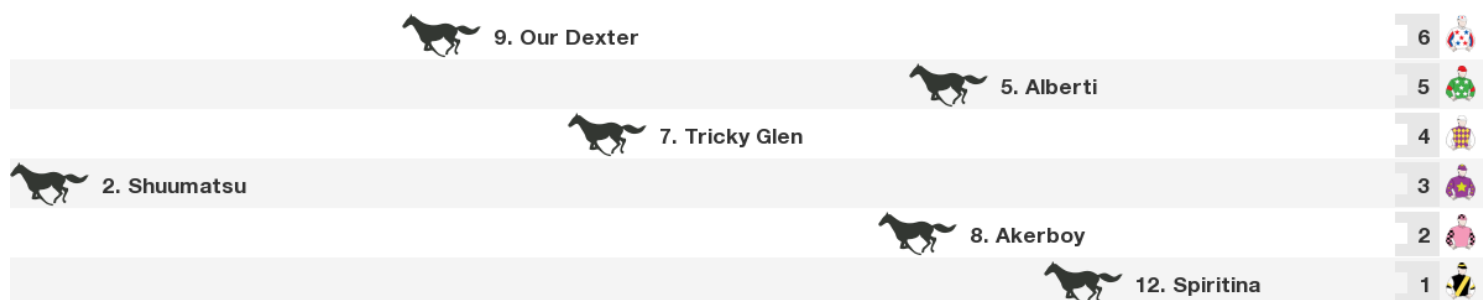 9. Our Dexter 6
5. Alberti 5
7. Tricky Glen 4
2. Shuumatsu 3
8. Akerboy 2
12. Spiritina 1